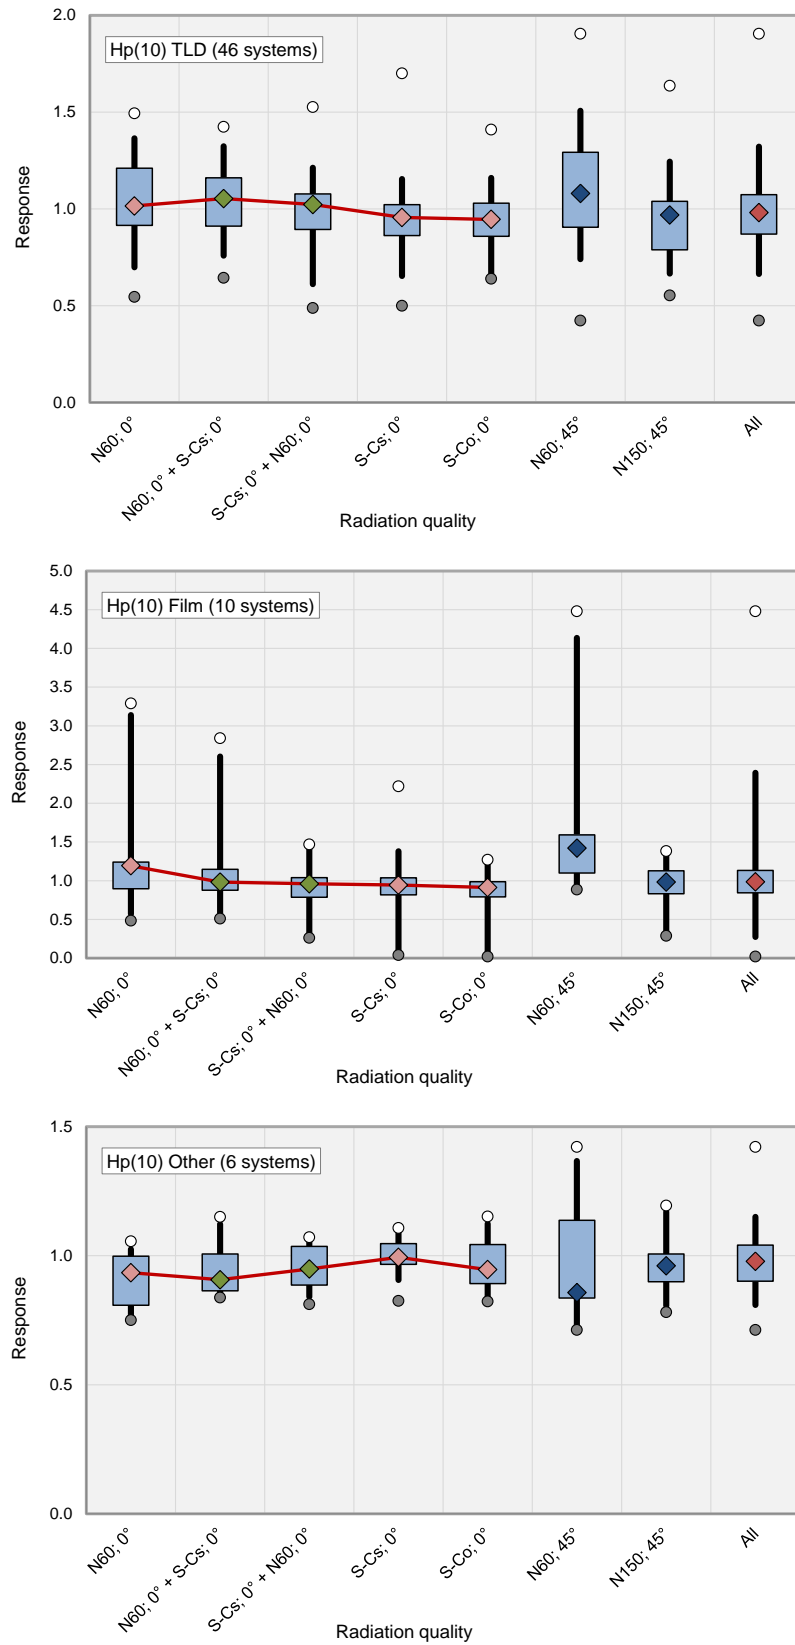 Hp(10) TLD (46 systems)
2.0
1.5
1.0
0.5
0.0
Response
N60; 0°
N60; 0° + S-Cs; 0°
S-Cs; 0° + N60; 0°
S-Cs; 0°
S-Co; 0°
N60; 45°
N150; 45°
All
Radiation quality
Hp(10) Film (10 systems)
5.0
4.5
4.0
3.5
3.0
2.5
2.0
1.5
1.0
0.5
0.0
Response
N60; 0°
N60; 0° + S-Cs; 0°
S-Cs; 0° + N60; 0°
S-Cs; 0°
S-Co; 0°
N60; 45°
N150; 45°
All
Radiation quality
Hp(10) Other (6 systems)
1.5
1.0
0.5
0.0
Response
N60; 0°
N60; 0° + S-Cs; 0°
S-Cs; 0° + N60; 0°
S-Cs; 0°
S-Co; 0°
N60; 45°
N150; 45°
All
Radiation quality